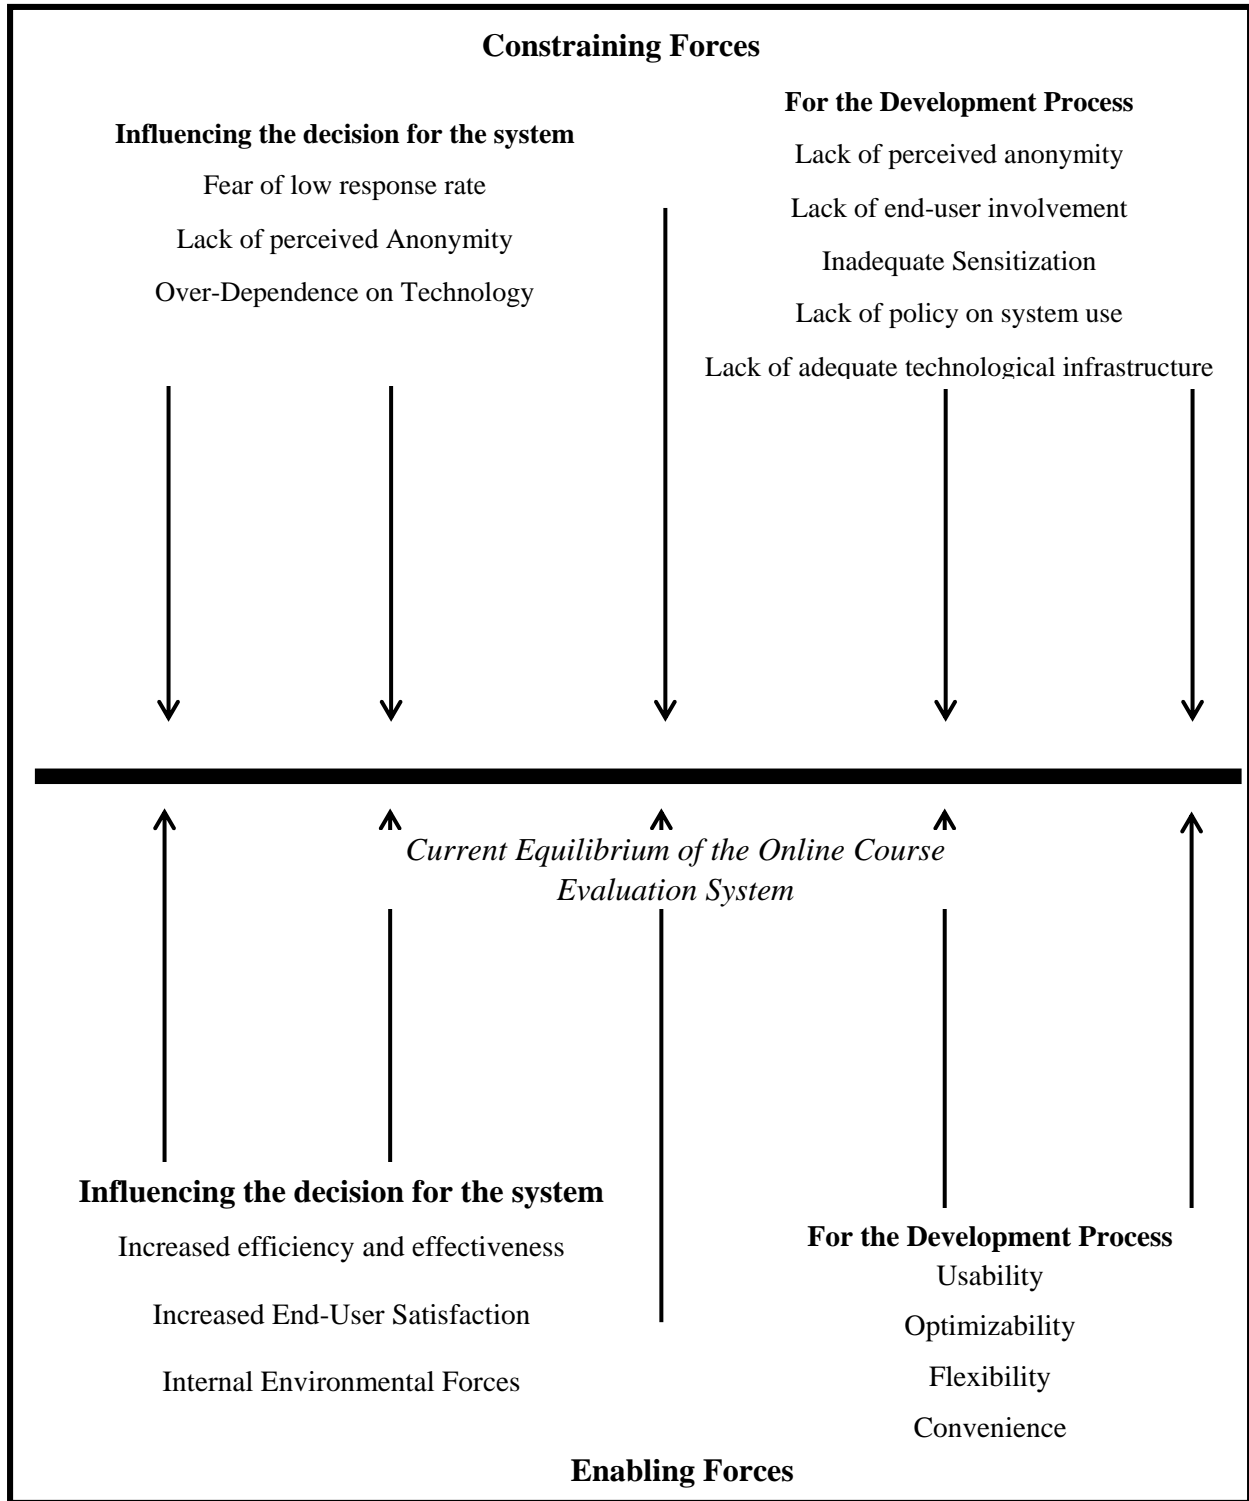 Constraining Forces
Influencing the decision for the system
Fear of low response rate
Lack of perceived Anonymity
Over-Dependence on Technology
For the Development Process
Lack of perceived anonymity
Lack of end-user involvement
Inadequate Sensitization
Lack of policy on system use
Lack of adequate technological infrastructure
Current Equilibrium of the Online Course
Evaluation System
Influencing the decision for the system
Increased efficiency and effectiveness
Increased End-User Satisfaction
Internal Environmental Forces
For the Development Process
Usability
Optimizability
Flexibility
Convenience
Enabling Forces